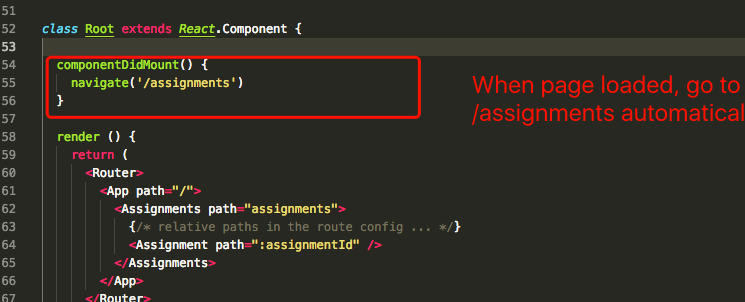 51
52 class Root extends React.Component {
53
54 componentDidMount() {
55 navigate('/assignments')
56 }
57
58 render () {
59 return (
60 <Router>
61 <App path="/">
62 <Assignments path="assignments">
63 {/* relative paths in the route config ... */}
64 <Assignment path=":assignmentId" />
65 </Assignments>
66 </App>
67 </Router>
When page loaded, go to
/assignments automatical